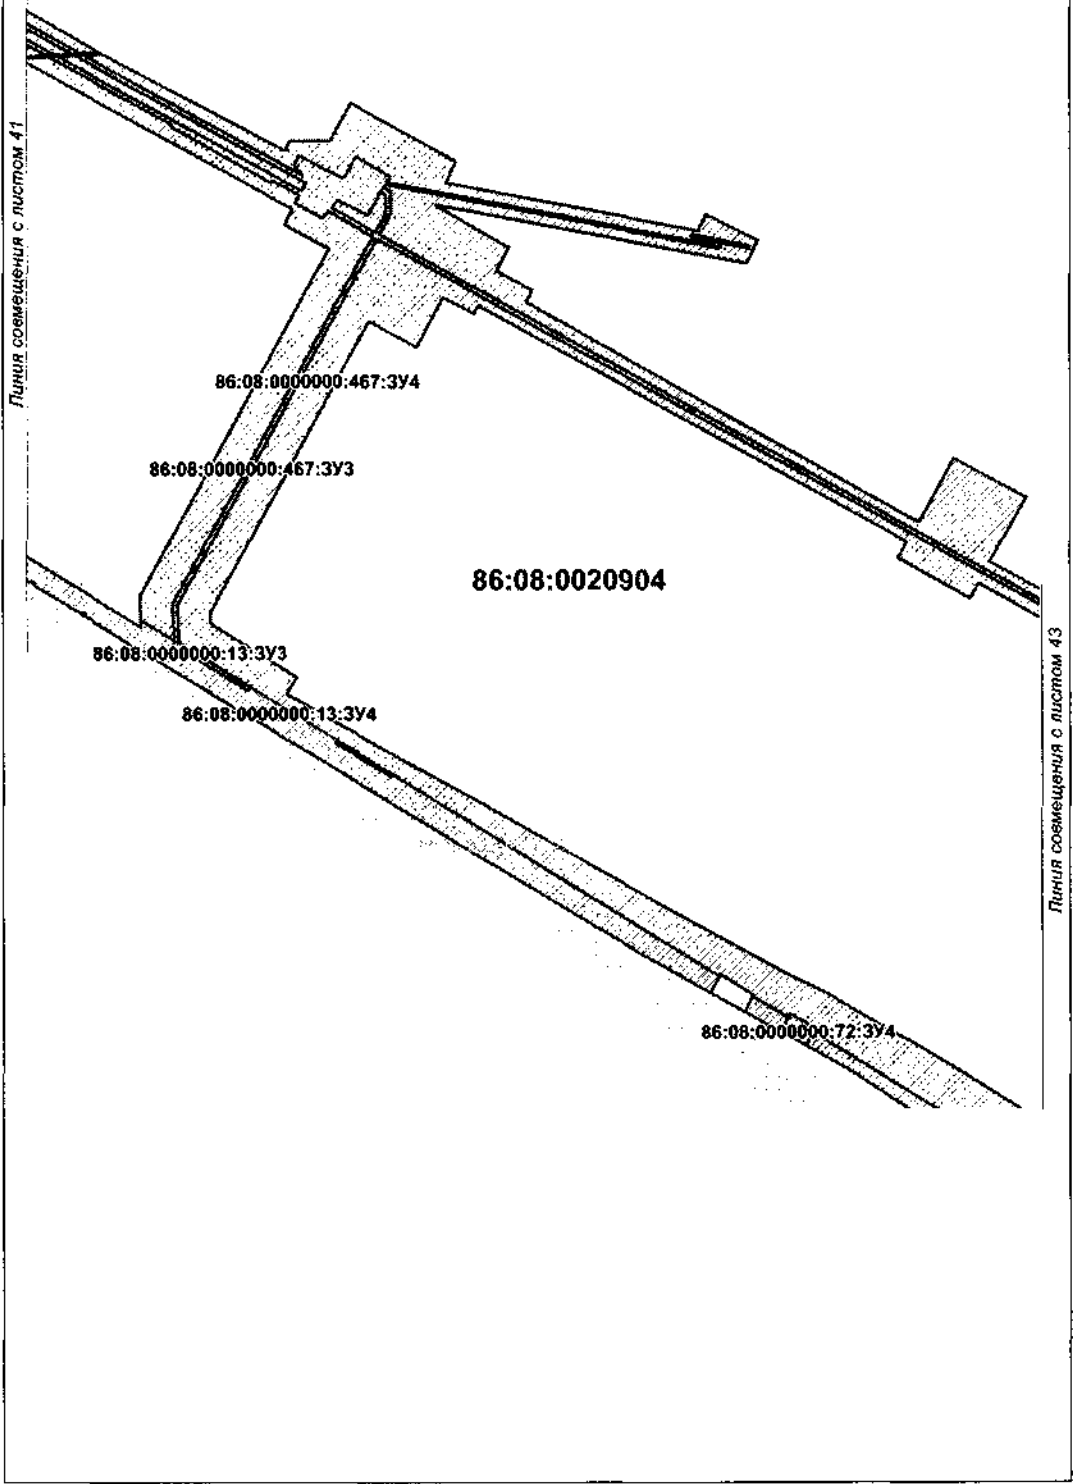 Линия совмещения с листом 41
86:08:0000000:467:ЗУ4
86:08:0000000:467:ЗУ3
86:08:0020904
86:08:0000000:13:ЗУ3
86:08:0000000:13:ЗУ4
Линия совмещения с листом 43
86:08:0000000:72:ЗУ4